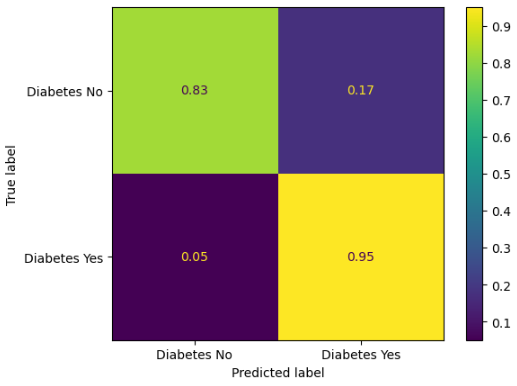 Diabetes No
Diabetes Yes
True label
0.83
0.17
0.05
0.95
Diabetes No
Diabetes Yes
Predicted label
0.9
0.8
0.7
0.6
0.5
0.4
0.3
0.2
0.1